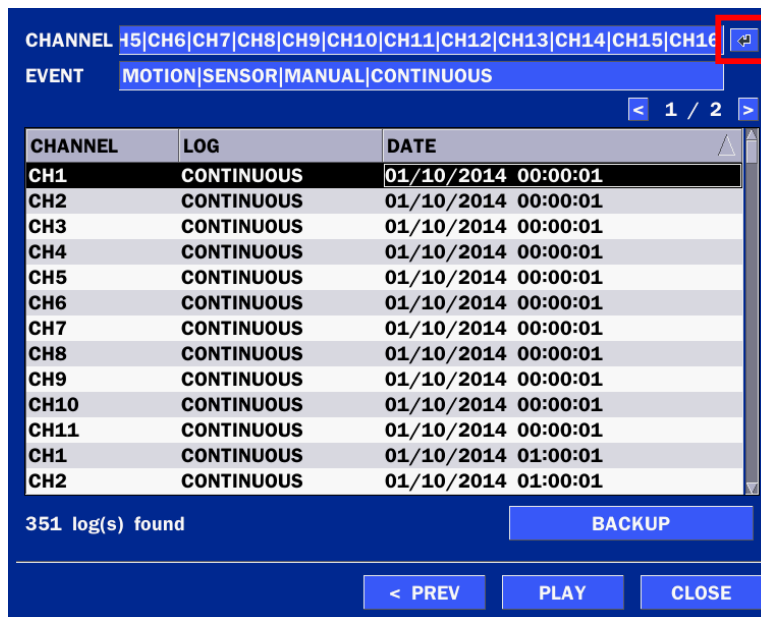 CHANNEL H5|CH6|CH7|CH8|CH9|CH10|CH11|CH12|CH13|CH14|CH15|CH16
EVENT MOTION|SENSOR|MANUAL|CONTINUOUS
< 1 / 2 >
CHANNEL LOG DATE
CH1 CONTINUOUS 01/10/2014 00:00:01
CH2 CONTINUOUS 01/10/2014 00:00:01
CH3 CONTINUOUS 01/10/2014 00:00:01
CH4 CONTINUOUS 01/10/2014 00:00:01
CH5 CONTINUOUS 01/10/2014 00:00:01
CH6 CONTINUOUS 01/10/2014 00:00:01
CH7 CONTINUOUS 01/10/2014 00:00:01
CH8 CONTINUOUS 01/10/2014 00:00:01
CH9 CONTINUOUS 01/10/2014 00:00:01
CH10 CONTINUOUS 01/10/2014 00:00:01
CH11 CONTINUOUS 01/10/2014 00:00:01
CH1 CONTINUOUS 01/10/2014 01:00:01
CH2 CONTINUOUS 01/10/2014 01:00:01
351 log(s) found BACKUP
< PREV PLAY CLOSE